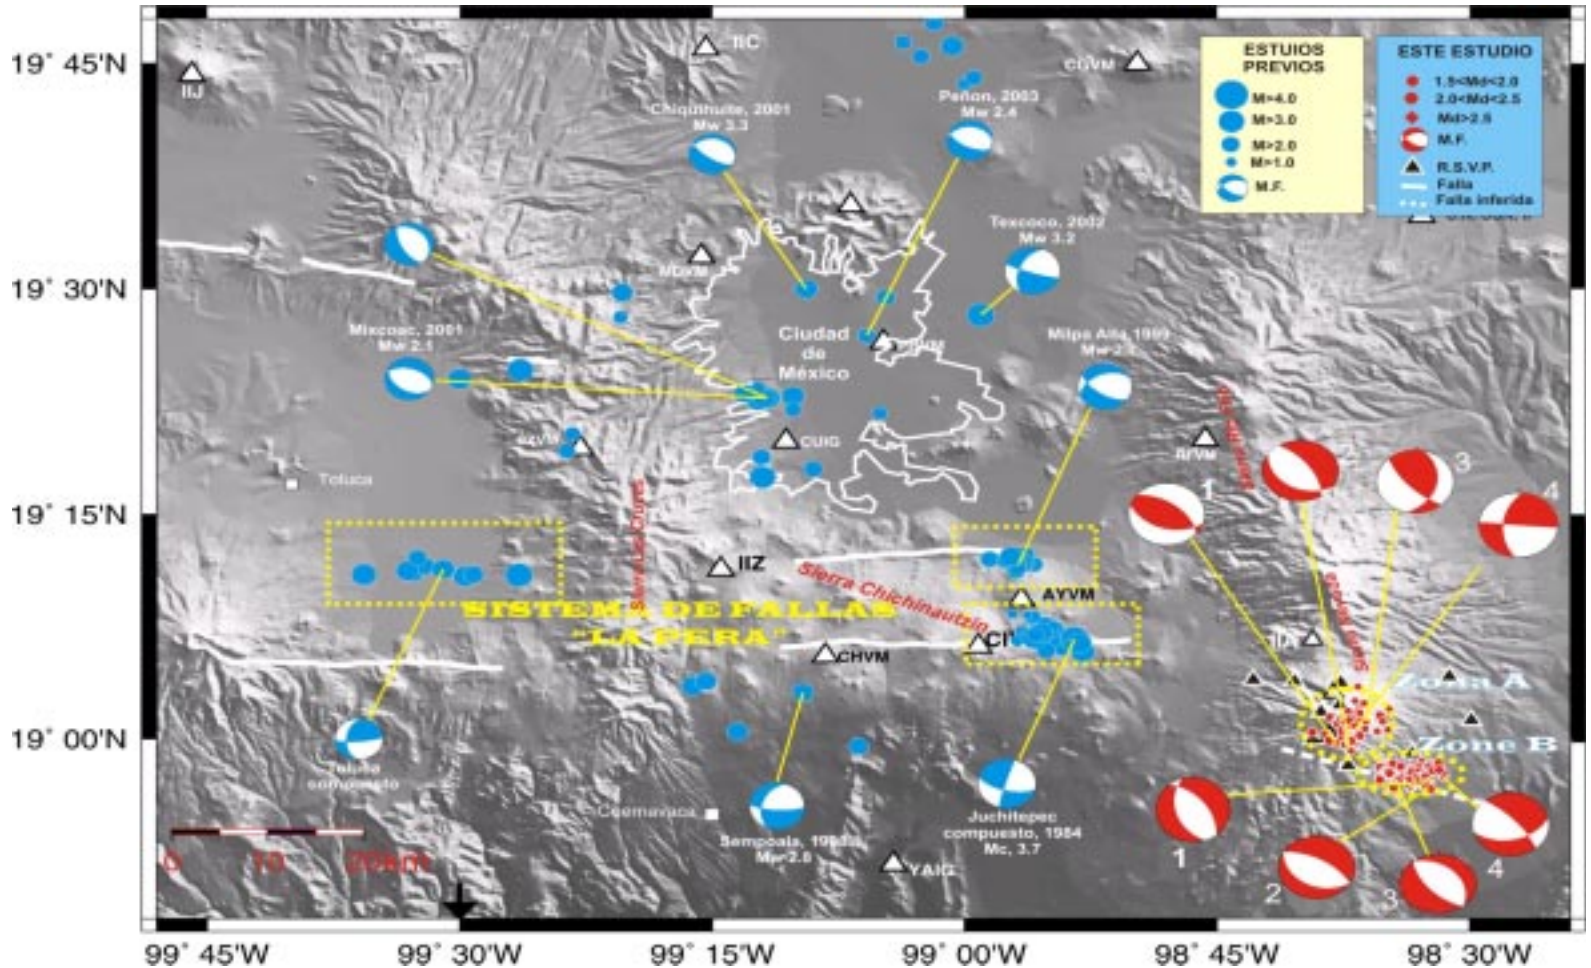 19° 45'N
19° 30'N
19° 15'N
19° 00'N
99° 45'W
99° 30'W
99° 15'W
99° 00'W
98° 45'W
98° 30'W
IIJ
IIC
Chiquihuite, 2001
Mw 3.3
Peñon, 2003
Mw 2.4
Texcoco, 2002
Mw 3.2
Mixcoac, 2001
Mw 2.1
Ciudad
de
México
Milpa Alta 1999
CUIG
Toluca
IIZ
Sierra Chichinautzin
AYVM
SISTEMA DE FALLAS
"LA PERA"
CHVM
Toluca
compuesto
Cuernavaca
YAIG
Juchitepec
compuesto, 1984
Mc, 3.7
0 10 20km
1
2
3
4
Zona A
Zone B
1
2
3
4
ESTUIOS
PREVIOS
M>4.0
M>3.0
M>2.0
M>1.0
M.F.
ESTE ESTUDIO
1.5<Md<2.0
2.0<Md<2.5
Md>2.5
M.F.
R.S.V.P.
Falla
Falla inferida